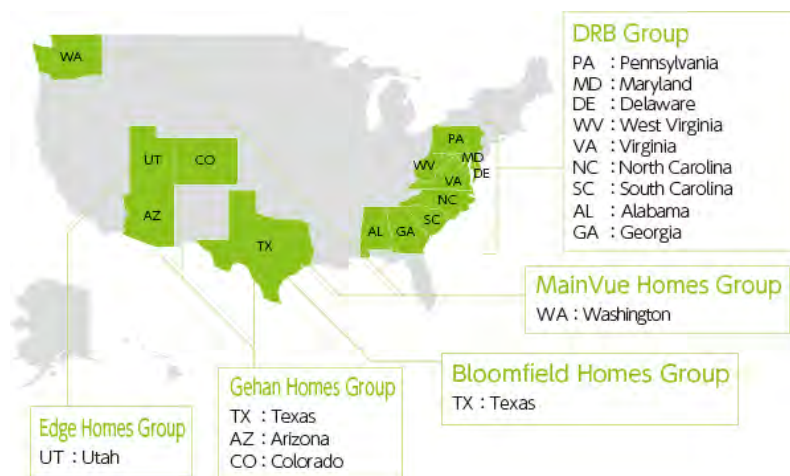 WA
UT
CO
AZ
TX
AL
GA
SC
NC
VA
WV
PA
MD
DE
DRB Group
PA : Pennsylvania
MD : Maryland
DE : Delaware
WV : West Virginia
VA : Virginia
NC : North Carolina
SC : South Carolina
AL : Alabama
GA : Georgia
MainVue Homes Group
WA : Washington
Bloomfield Homes Group
TX : Texas
Gehan Homes Group
TX : Texas
AZ : Arizona
CO : Colorado
Edge Homes Group
UT : Utah